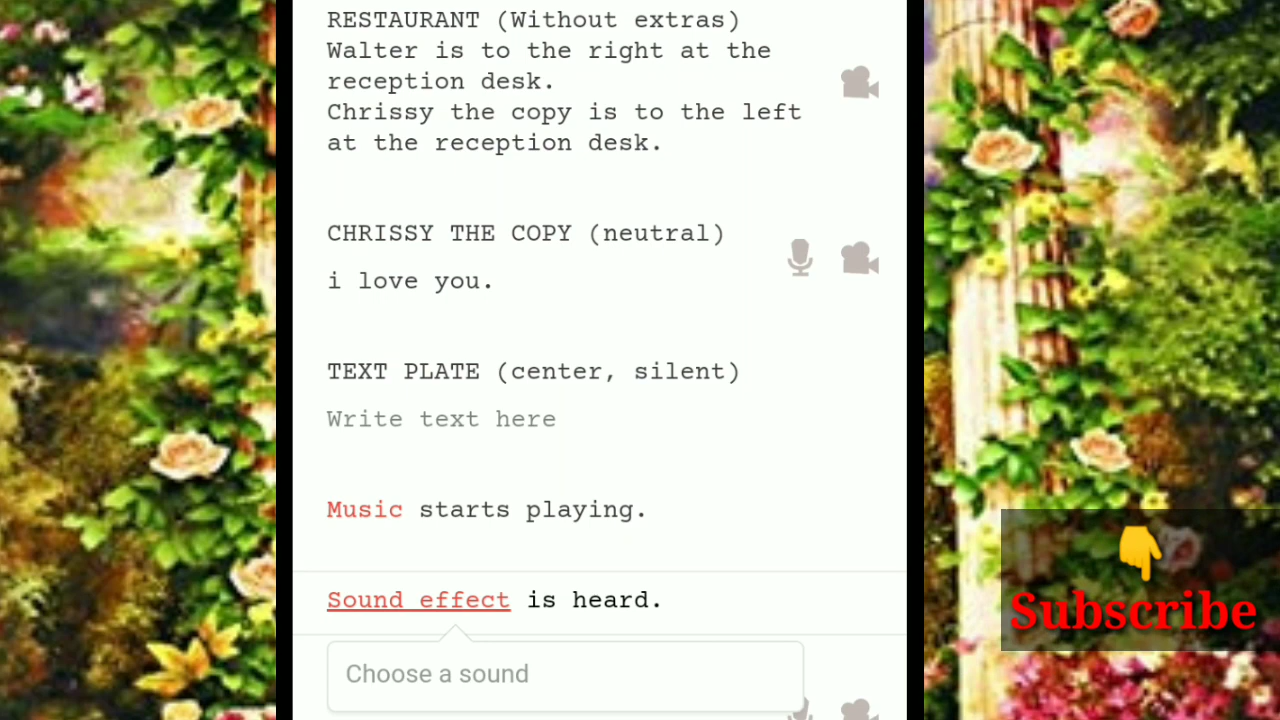 RESTAURANT (Without extras)
Walter is to the right at the
reception desk.
Chrissy the copy is to the left
at the reception desk.
CHRISSY THE COPY (neutral)
i love you.
TEXT PLATE (center, silent)
Write text here
Music starts playing.
Sound effect is heard.
Choose a sound
Subscribe